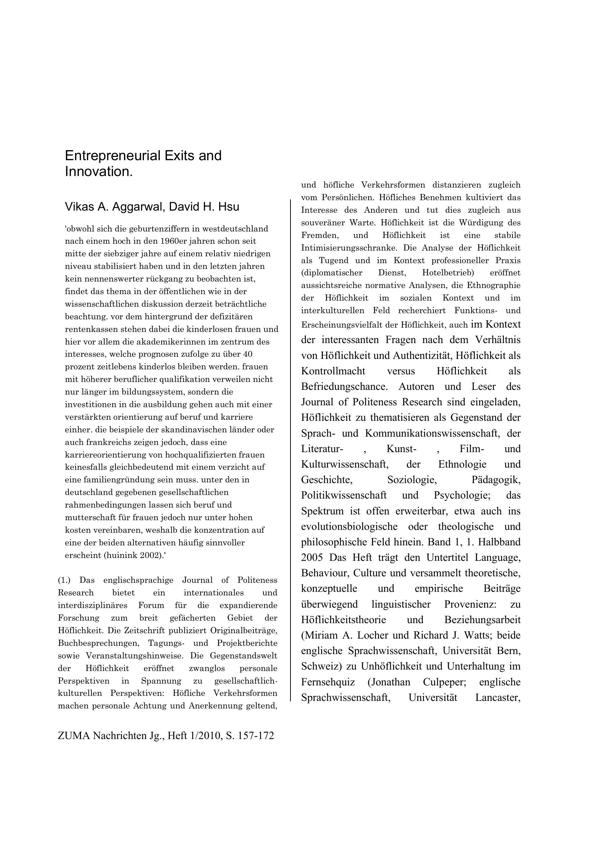 Entrepreneurial Exits and
Innovation.
Vikas A. Aggarwal, David H. Hsu
'obwohl sich die geburtenziffern in westdeutschland
nach einem hoch in den 1960er jahren schon seit
mitte der siebziger jahre auf einem relativ niedrigen
niveau stabilisiert haben und in den letzten jahren
kein nennenswerter rückgang zu beobachten ist,
findet das thema in der öffentlichen wie in der
wissenschaftlichen diskussion derzeit beträchtliche
beachtung. vor dem hintergrund der defizitären
rentenkassen stehen dabei die kinderlosen frauen und
hier vor allem die akademikerinnen im zentrum des
interesses, welche prognosen zufolge zu über 40
prozent zeitlebens kinderlos bleiben werden. frauen
mit höherer beruflicher qualifikation verweilen nicht
nur länger im bildungssystem, sondern die
investitionen in die ausbildung gehen auch mit einer
verstärkten orientierung auf beruf und karriere
einher. die beispiele der skandinavischen länder oder
auch frankreichs zeigen jedoch, dass eine
karriereorientierung von hochqualifizierten frauen
keinesfalls gleichbedeutend mit einem verzicht auf
eine familiengründung sein muss. unter den in
deutschland gegebenen gesellschaftlichen
rahmenbedingungen lassen sich beruf und
mutterschaft für frauen jedoch nur unter hohen
kosten vereinbaren, weshalb die konzentration auf
eine der beiden alternativen häufig sinnvoller
erscheint (huinink 2002).'
(1.) Das englischsprachige Journal of Politeness
Research bietet ein internationales und
interdisziplinäres Forum für die expandierende
Forschung zum breit gefächerten Gebiet der
Höflichkeit. Die Zeitschrift publiziert Originalbeiträge,
Buchbesprechungen, Tagungs- und Projektberichte
sowie Veranstaltungshinweise. Die Gegenstandswelt
der Höflichkeit eröffnet zwanglos personale
Perspektiven in Spannung zu gesellschaftlich-
kulturellen Perspektiven: Höfliche Verkehrsformen
machen personale Achtung und Anerkennung geltend,
und höfliche Verkehrsformen distanzieren zugleich
vom Persönlichen. Höfliches Benehmen kultiviert das
Interesse des Anderen und tut dies zugleich aus
souveräner Warte. Höflichkeit ist die Würdigung des
Fremden, und Höflichkeit ist eine stabile
Intimisierungsschranke. Die Analyse der Höflichkeit
als Tugend und im Kontext professioneller Praxis
(diplomatischer Dienst, Hotelbetrieb) eröffnet
aussichtsreiche normative Analysen, die Ethnographie
der Höflichkeit im sozialen Kontext und im
interkulturellen Feld recherchiert Funktions- und
Erscheinungsvielfalt der Höflichkeit, auch im Kontext
der interessanten Fragen nach dem Verhältnis
von Höflichkeit und Authentizität, Höflichkeit als
Kontrollmacht versus Höflichkeit als
Befriedungschance. Autoren und Leser des
Journal of Politeness Research sind eingeladen,
Höflichkeit zu thematisieren als Gegenstand der
Sprach- und Kommunikationswissenschaft, der
Literatur- , Kunst- , Film- und
Kulturwissenschaft, der Ethnologie und
Geschichte, Soziologie, Pädagogik,
Politikwissenschaft und Psychologie; das
Spektrum ist offen erweiterbar, etwa auch ins
evolutionsbiologische oder theologische und
philosophische Feld hinein. Band 1, 1. Halbband
2005 Das Heft trägt den Untertitel Language,
Behaviour, Culture und versammelt theoretische,
konzeptuelle und empirische Beiträge
überwiegend linguistischer Provenienz: zu
Höflichkeitstheorie und Beziehungsarbeit
(Miriam A. Locher und Richard J. Watts; beide
englische Sprachwissenschaft, Universität Bern,
Schweiz) zu Unhöflichkeit und Unterhaltung im
Fernsehquiz (Jonathan Culpeper; englische
Sprachwissenschaft, Universität Lancaster,
ZUMA Nachrichten Jg., Heft 1/2010, S. 157-172